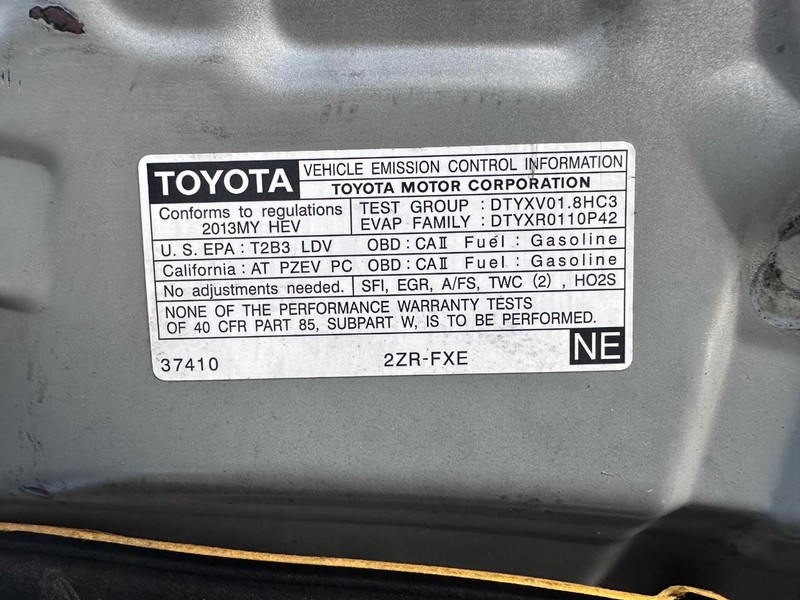 TOYOTA VEHICLE EMISSION CONTROL INFORMATION
TOYOTA MOTOR CORPORATION
Conforms to regulations
2013MY HEV
TEST GROUP : DTYXV01.8HC3
EVAP FAMILY : DTYXR0110P42
U. S. EPA : T2B3 LDV OBD : CAⅡ Fuel : Gasoline
California : AT PZEV PC OBD : CAⅡ Fuel : Gasoline
No adjustments needed. SFI, EGR, A/FS, TWC (2) , HO2S
NONE OF THE PERFORMANCE WARRANTY TESTS
OF 40 CFR PART 85, SUBPART W, IS TO BE PERFORMED.
37410 2ZR-FXE NE